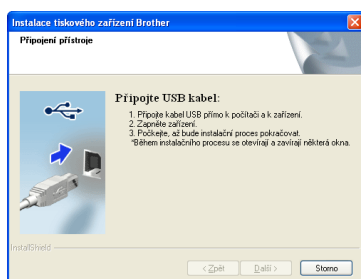 Instalace tiskového zařízení Brother
Připojení přístroje
Připojte USB kabel:
1. Připojte kabel USB přímo k počítači a k zařízení.
2. Zapněte zařízení.
3. Počkejte, až bude instalační proces pokračovat.
*Během instalačního procesu se otevírají a zavírají některá okna.
InstallShield
< Zpět
Další >
Storno